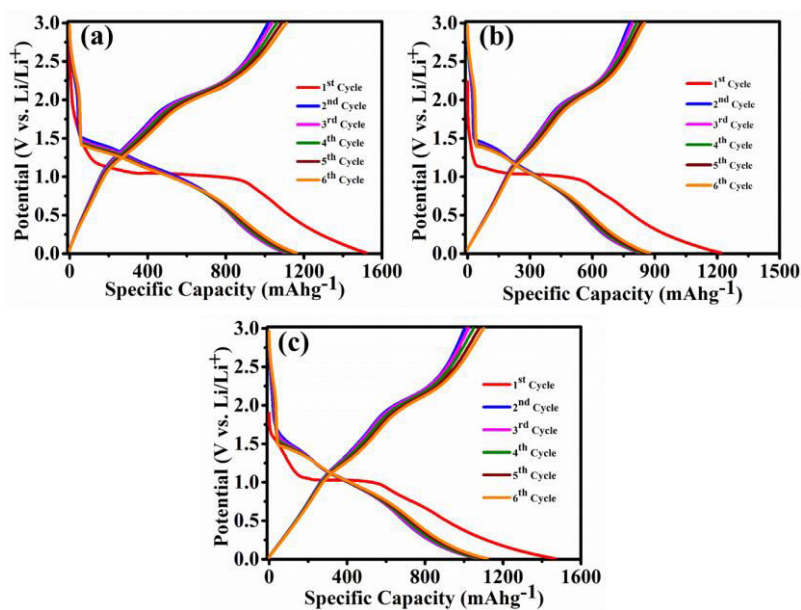 (a)
Potential (V vs. Li/Li+)
3.0
2.5
2.0
1.5
1.0
0.5
0.0
1st Cycle
2nd Cycle
3rd Cycle
4th Cycle
5th Cycle
6th Cycle
0 400 800 1200 1600
Specific Capacity (mAhg-1)
(b)
Potential (V vs. Li/Li+)
3.0
2.5
2.0
1.5
1.0
0.5
0.0
1st Cycle
2nd Cycle
3rd Cycle
4th Cycle
5th Cycle
6th Cycle
0 300 600 900 1200 1500
Specific Capacity (mAhg-1)
(c)
Potential (V vs. Li/Li+)
3.0
2.5
2.0
1.5
1.0
0.5
0.0
1st Cycle
2nd Cycle
3rd Cycle
4th Cycle
5th Cycle
6th Cycle
0 400 800 1200 1600
Specific Capacity (mAhg-1)